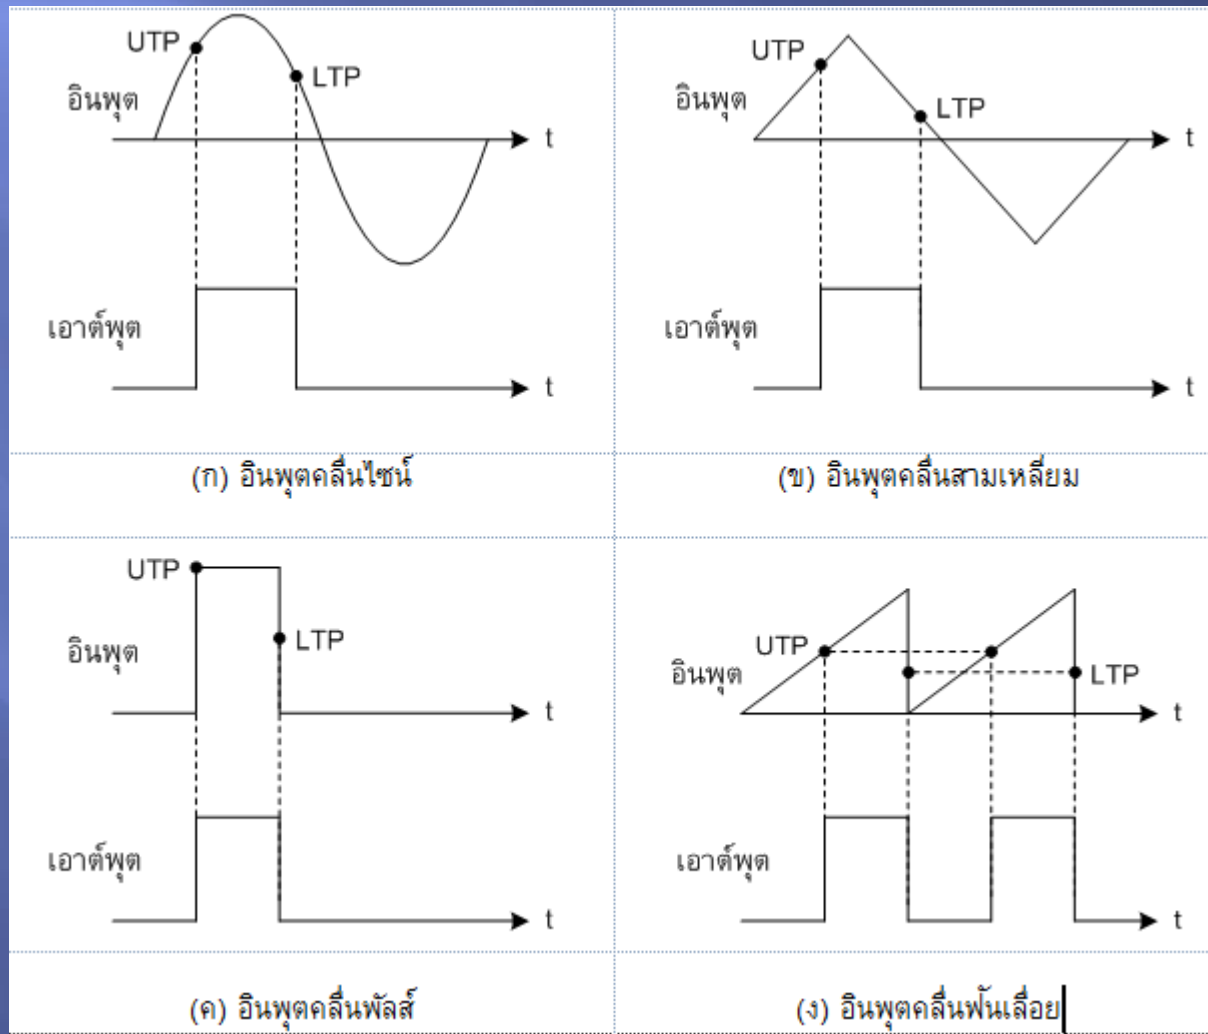 UTP
LTP
อินพุต
t
เอาต์พุต
t
(ก) อินพุตคลื่นไซน์
UTP
LTP
อินพุต
t
เอาต์พุต
t
(ข) อินพุตคลื่นสามเหลี่ยม
UTP
LTP
อินพุต
t
เอาต์พุต
t
(ค) อินพุตคลื่นพัลส์
UTP
LTP
อินพุต
t
เอาต์พุต
t
(ง) อินพุตคลื่นฟันเลื่อย